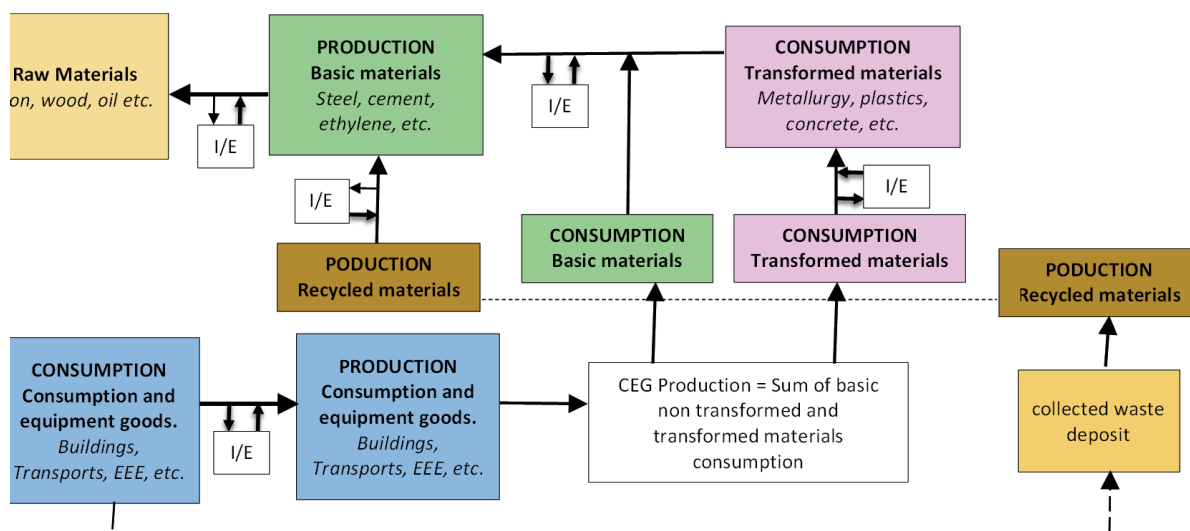 Raw Materials
on, wood, oil etc.
I/E
PRODUCTION
Basic materials
Steel, cement,
ethylene, etc.
I/E
CONSUMPTION
Transformed materials
Metallurgy, plastics,
concrete, etc.
I/E
I/E
PODUCTION
Recycled materials
CONSUMPTION
Basic materials
CONSUMPTION
Transformed materials
PODUCTION
Recycled materials
CONSUMPTION
Consumption and
equipment goods.
Buildings,
Transports, EEE, etc.
I/E
PRODUCTION
Consumption and
equipment goods.
Buildings,
Transports, EEE, etc.
CEG Production = Sum of basic
non transformed and
transformed materials
consumption
collected waste
deposit